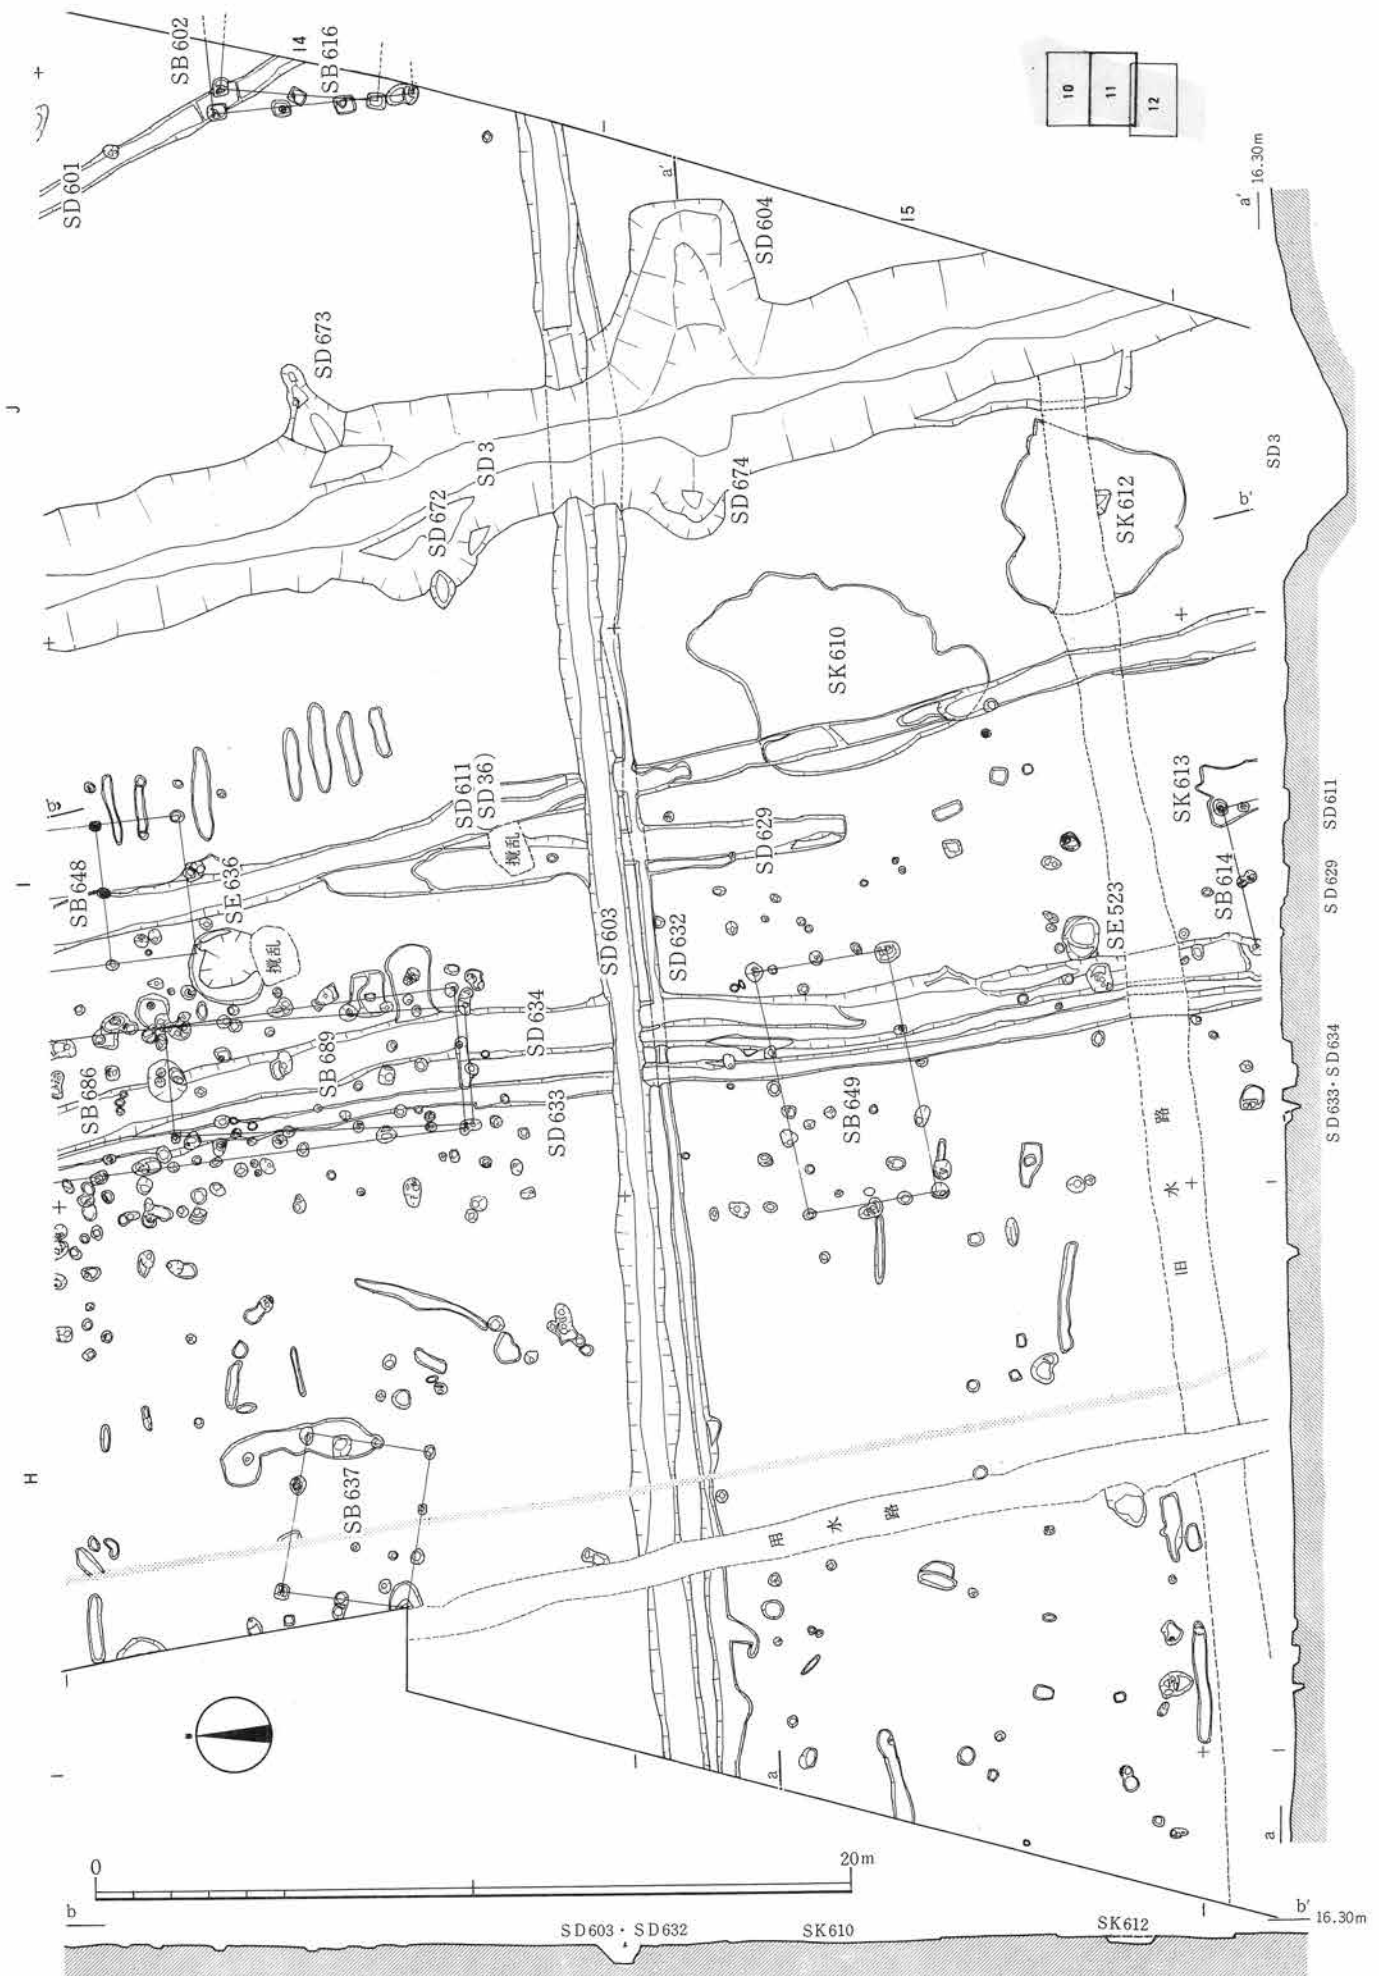 SB602
14
SB616
SD601
10
11
12
a'
16.30m
a'
15
SD604
SD673
J
SD3
SD672
SD674
SK612
SD3
b'
SK610
SD611
(SD36)
攪乱
SD629
SK613
SD611
SB648
I
SE636
攪乱
SD603
SD632
SE523
SB614
SD629
SB686
SB689
SD634
SD633
SB649
路
水
旧
SD633・SD634
H
SB637
用
水
路
a
a
0
20m
b
SD603・SD632
SK610
SK612
b'
16.30m